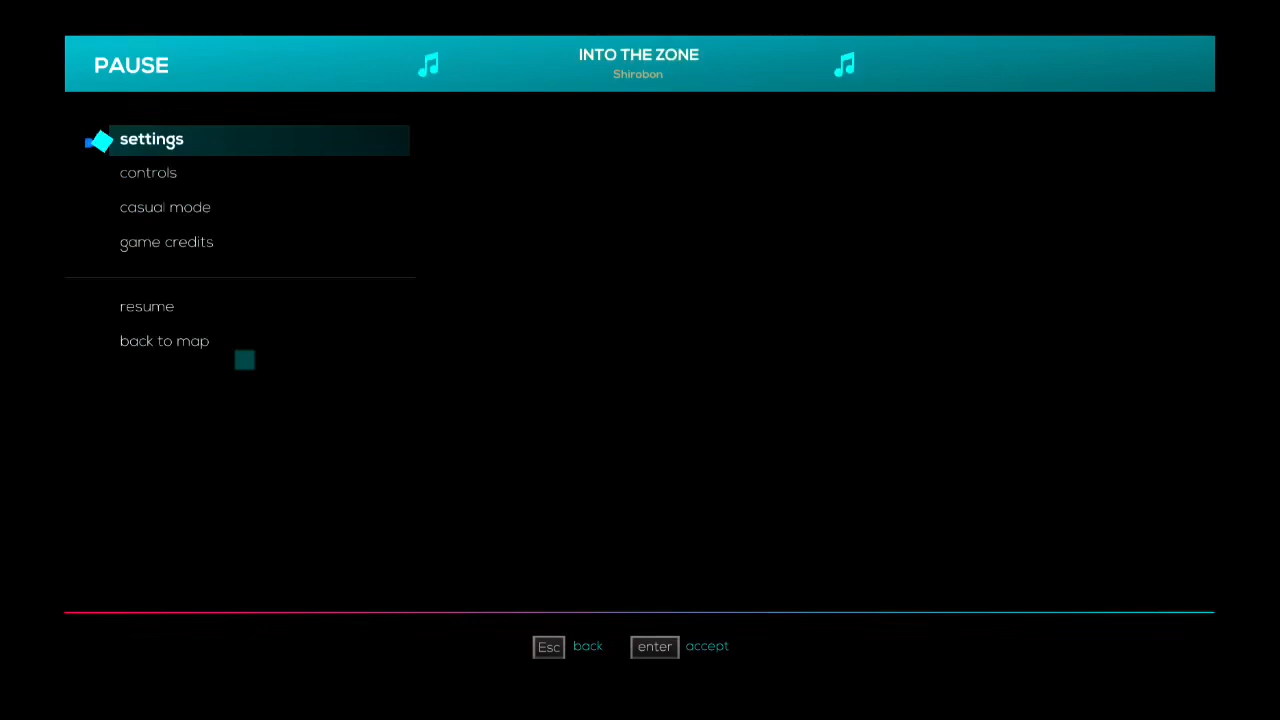 PAUSE
INTO THE ZONE
Shirobon
settings
controls
casual mode
game credits
resume
back to map
Esc back enter accept